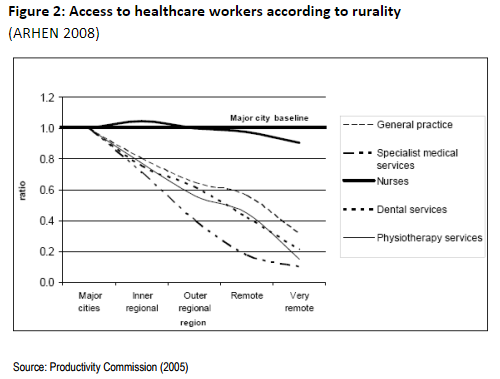 Figure 2: Access to healthcare workers according to rurality
(ARHEN 2008)
1.2
1.0
0.8
0.6
0.4
0.2
0.0
ratio
Major city baseline
Major cities
Inner regional
Outer regional
Remote
Very remote
region
General practice
Specialist medical
services
Nurses
Dental services
Physiotherapy services
Source: Productivity Commission (2005)